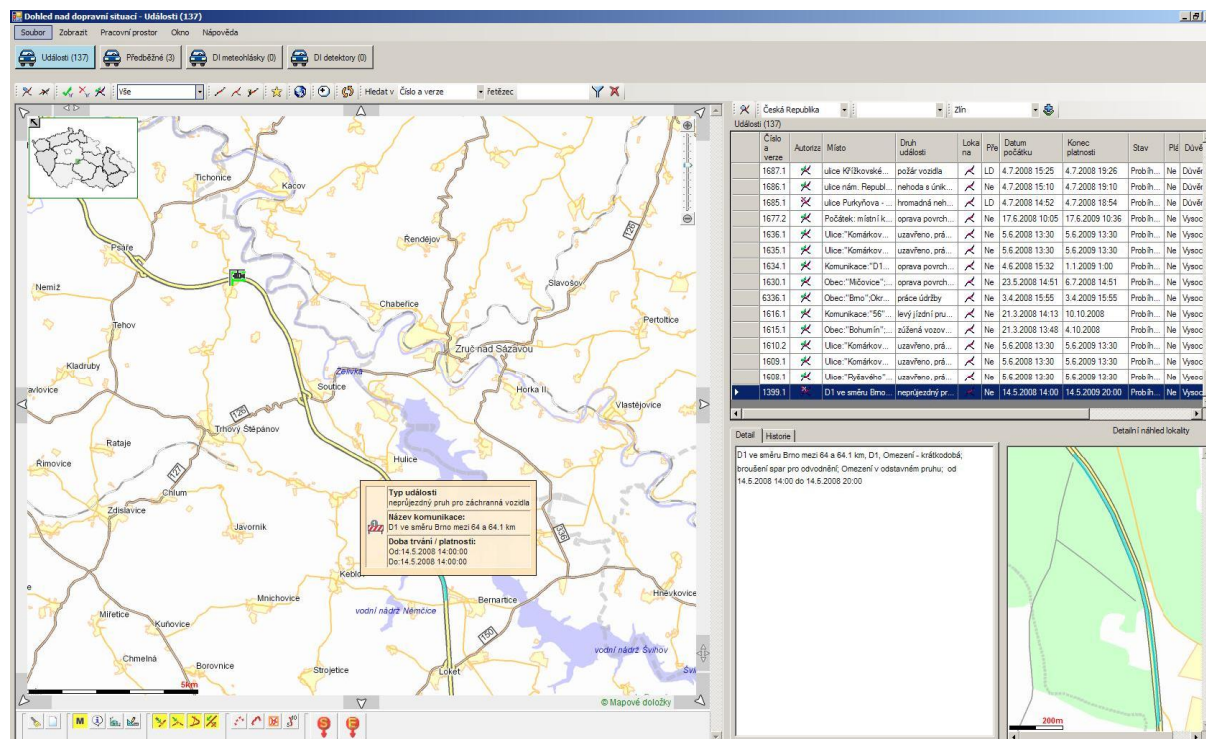 Dohled nad dopravní situací - Události (137)
Soubor Zobrazit Pracovní prostor Okno Nápověda
Události (137) Předběžné (3) DI meteohlásky (0) DI detektory (0)
Vše Hledat v Číslo a verze řetězec
Česká Republika Zlín
Události (137)
Číslo a verze Autoriza Místo Druh události Loka na Pře Datum počátku Konec platnosti Stav Plá Důvě
1687.1 ulice Křížkovské... požár vozidla LD 4.7.2008 15:25 4.7.2008 19:26 Probíh... Ne Důvěr
1686.1 ulice nám. Republ... nehoda s únik... Ne 4.7.2008 15:10 4.7.2008 19:10 Probíh... Ne Důvěr
1685.1 ulice Purkyňova - ... hromadná neh... LD 4.7.2008 14:52 4.7.2008 18:54 Probíh... Ne Důvěr
1677.2 Počátek: místní k... oprava povrch... Ne 17.6.2008 10:05 17.6.2009 10:36 Probíh... Ne Vysoc
1636.1 Ulice:"Komárkov... uzavřeno, prá... Ne 5.6.2008 13:30 5.6.2009 13:30 Probíh... Ne Vysoc
1635.1 Ulice:"Komárkov... uzavřeno, prá... Ne 5.6.2008 13:30 5.6.2009 13:30 Probíh... Ne Vysoc
1634.1 Komunikace:"D1... oprava povrch... Ne 4.6.2008 15:32 1.1.2009 1:00 Probíh... Ne Vysoc
1630.1 Obec:"Mičovice";... oprava povrch... Ne 23.5.2008 14:51 6.7.2008 14:51 Probíh... Ne Vysoc
6336.1 Obec:"Brno";Okr... práce údržby Ne 3.4.2008 15:55 3.4.2009 15:55 Probíh... Ne Vysoc
1616.1 Komunikace:"56"... levý jízdní pru... Ne 21.3.2008 14:13 10.10.2008 Probíh... Ne Vysoc
1615.1 Obec:"Bohumín";... zúžená vozov... Ne 21.3.2008 13:48 4.10.2008 Probíh... Ne Vysoc
1610.2 Ulice:"Komárkov... uzavřeno, prá... Ne 5.6.2008 13:30 5.6.2009 13:30 Probíh... Ne Vysoc
1609.1 Ulice:"Komárkov... uzavřeno, prá... Ne 5.6.2008 13:30 5.6.2009 13:30 Probíh... Ne Vysoc
1608.1 Ulice:"Ryšavého"... uzavřeno, prá... Ne 5.6.2008 13:30 5.6.2009 13:30 Probíh... Ne Vysoc
1399.1 D1 ve směru Brno... neprůjezdný pr... Ne 14.5.2008 14:00 14.5.2009 20:00 Probíh... Ne Vysoc
Detail Historie
Detailní náhled lokality
D1 ve směru Brno mezi 64 a 64.1 km, D1, Omezení - krátkodobá;
broušení spar pro odvodnění; Omezení v odstavném pruhu; od
14.5.2008 14:00 do 14.5.2008 20:00
200m
Tichonice
Kácov
126
Psáře
Řendějov
Nemíž
Slavošov
Chabeřice
Pertoltice
Tehov
Zruč nad Sázavou
Kladruby
Želivka
avlovice
Soutice
Horka II
Vlastějovice
126
Trhový Štěpánov
Rataje
Hulice
Římovice
127
Chlum
Zdislavice
Javorník
336
Typ události
neprůjezdný pruh pro záchranná vozidla
Název komunikace:
D1 ve směru Brno mezi 64 a 64.1 km
Doba trvání / platnosti:
Od:14.5.2008 14:00:00
Do:14.5.2008 14:00:00
Keblov
Mnichovice
Bernartice
Hněvkovice
Miřetice
Kuňovice
vodní nádrž Němčice
150
Chmelná
vodní nádrž Švihov
Borovnice
Strojetice
Loket
Švi
5km
© Mapové doložky
M
S E